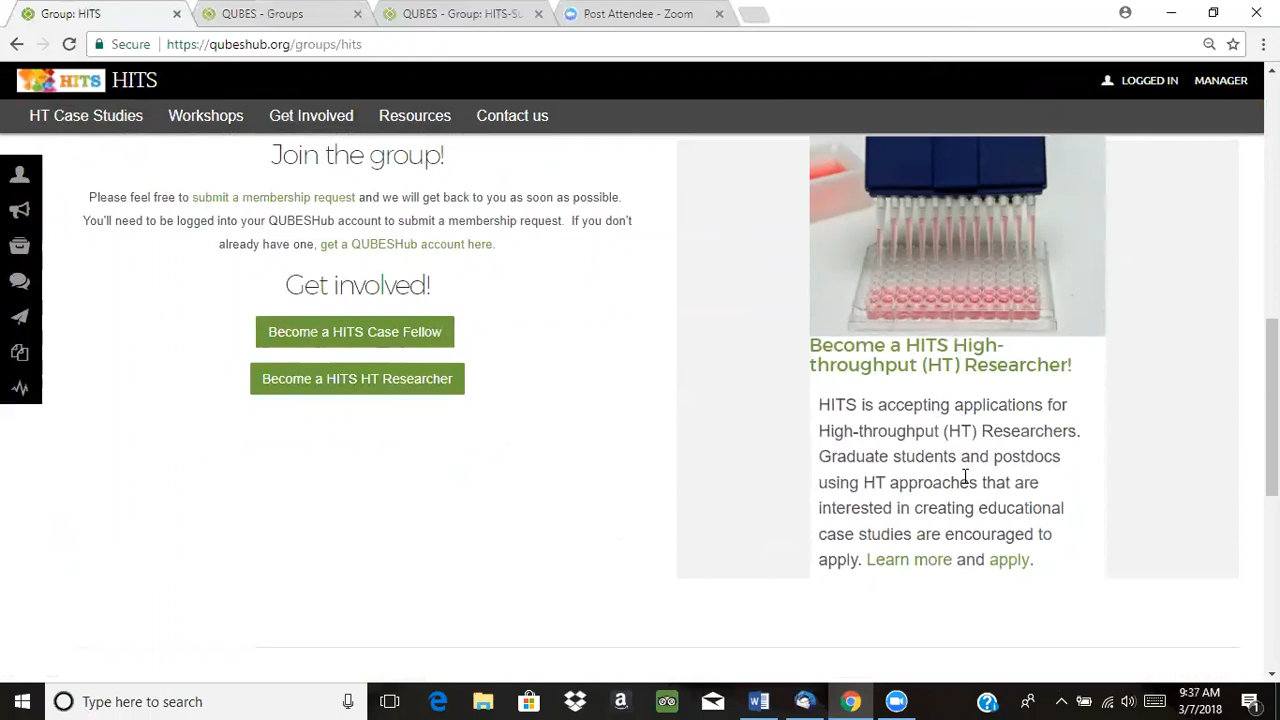 Group: HITS
QUBES - Groups
QUBES - Group: HITS-Su
Post Attendee - Zoom
Secure
https://qubeshub.org/groups/hits
HITS HITS
LOGGED IN MANAGER
HT Case Studies Workshops Get Involved Resources Contact us
Join the group!
Please feel free to submit a membership request and we will get back to you as soon as possible.
You'll need to be logged into your QUBESHub account to submit a membership request. If you don't
already have one, get a QUBESHub account here.
Get involved!
Become a HITS Case Fellow
Become a HITS HT Researcher
Become a HITS High-
throughput (HT) Researcher!
HITS is accepting applications for
High-throughput (HT) Researchers.
Graduate students and postdocs
using HT approaches that are
interested in creating educational
case studies are encouraged to
apply. Learn more and apply.
Type here to search
9:37 AM
3/7/2018